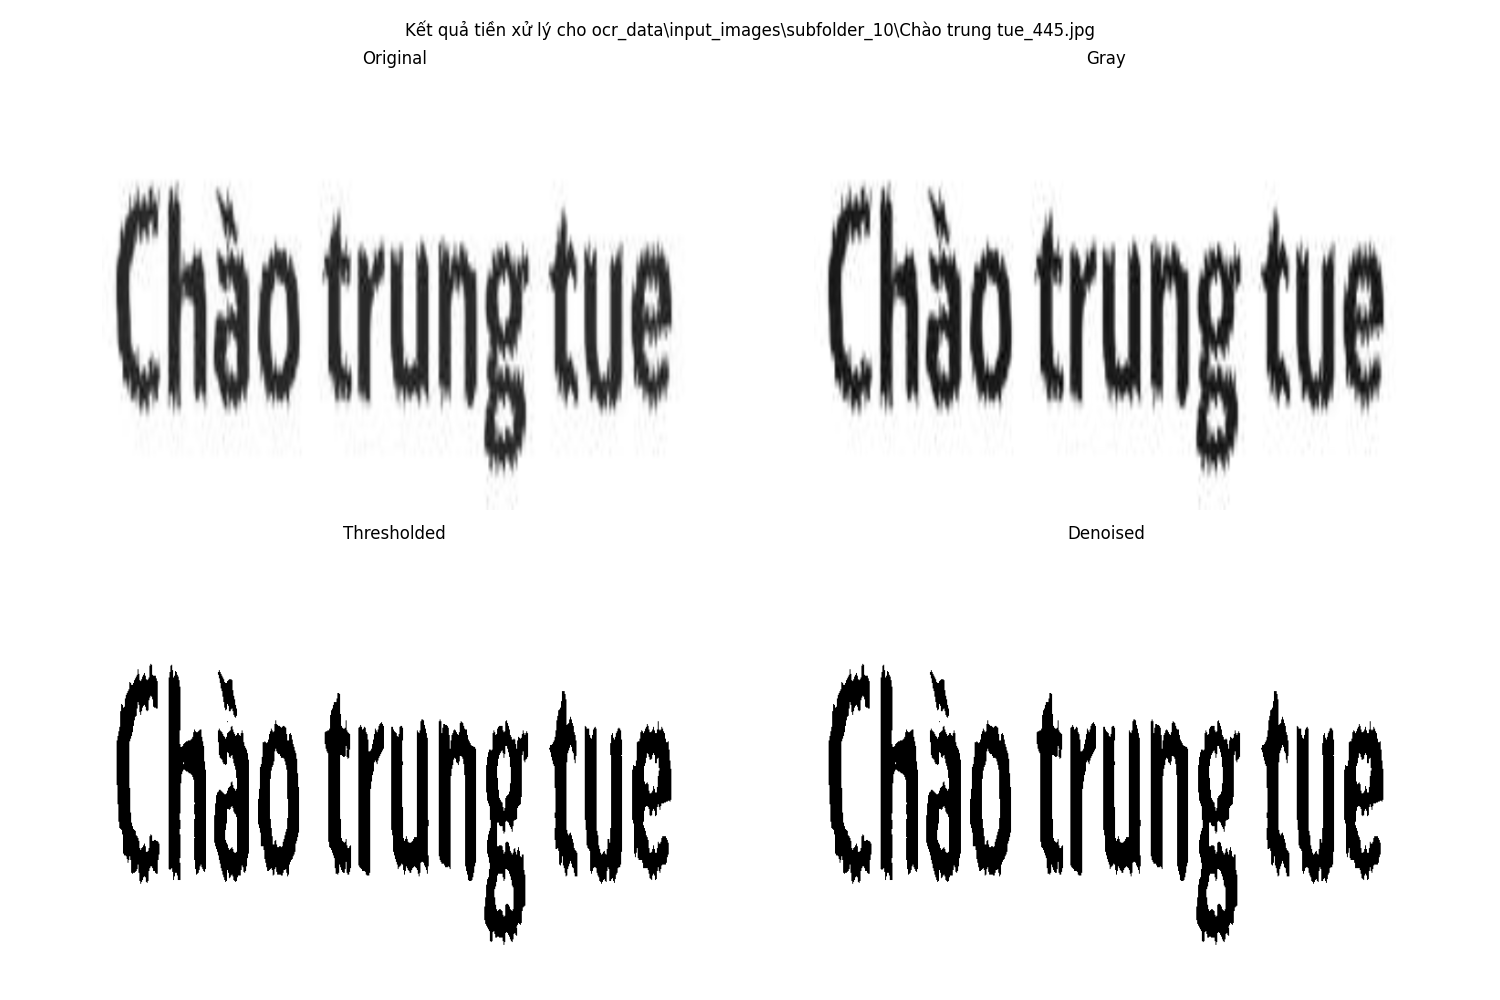 Kết quả tiền xử lý cho ocr_data\input_images\subfolder_10\Chào trung tue_445.jpg
Original
Gray
Chào trung tue
Chào trung tue
Thresholded
Denoised
Chào trung tue
Chào trung tue